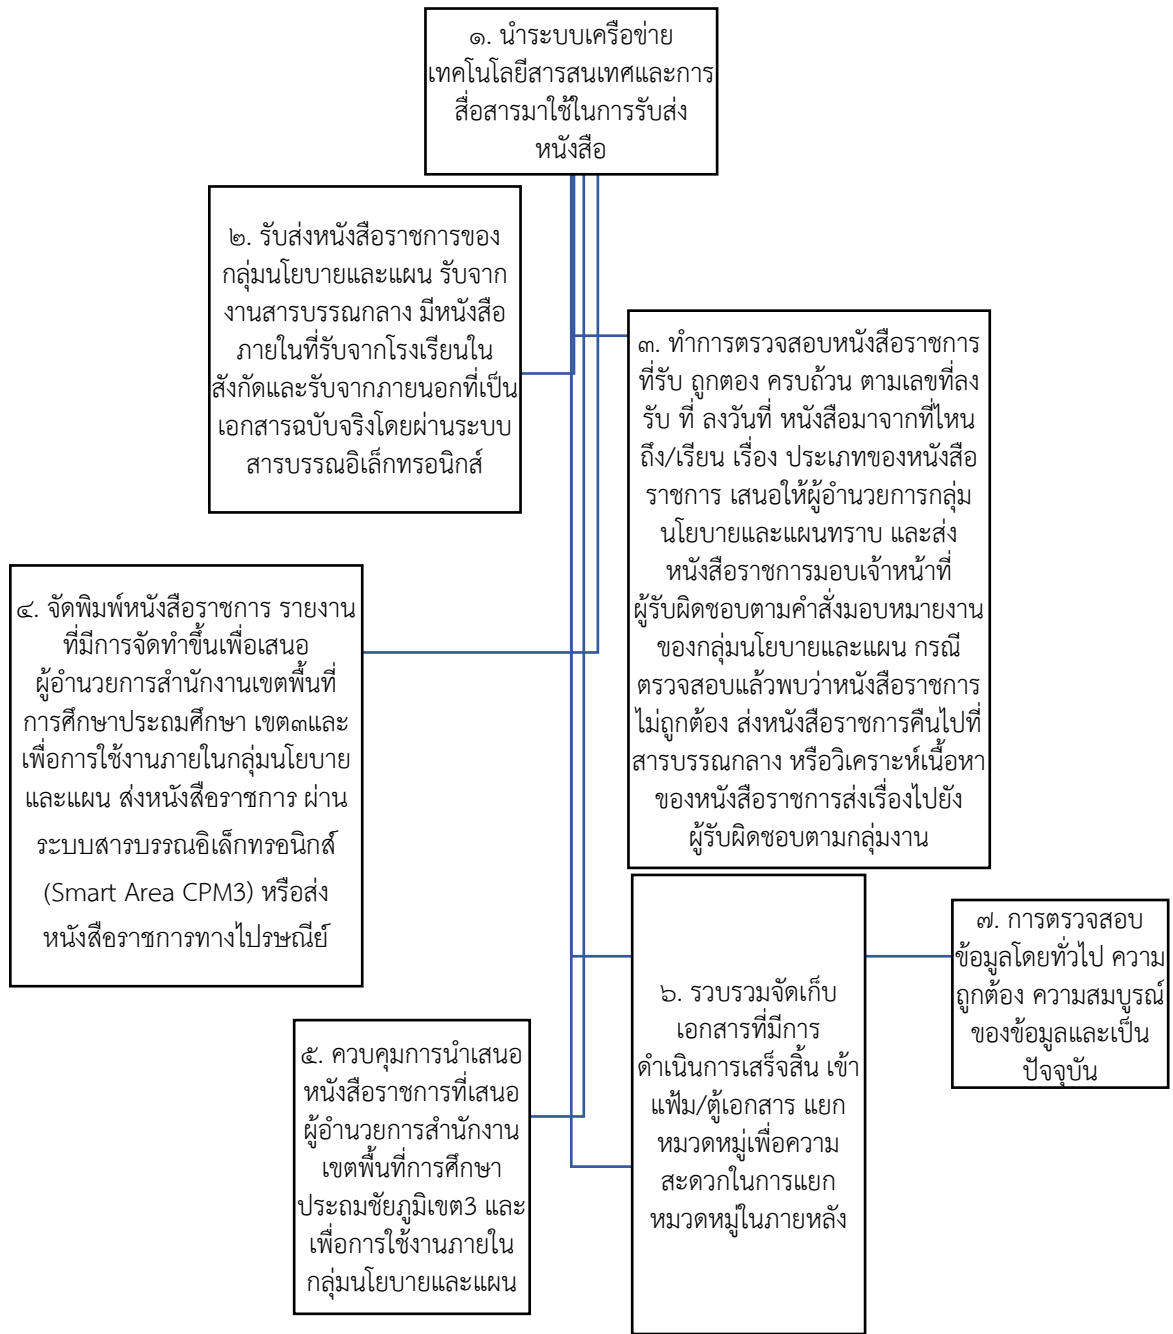 ๑. นำระบบเครือข่าย
เทคโนโลยีสารสนเทศและการ
สื่อสารมาใช้ในการรับส่ง
หนังสือ
๒. รับส่งหนังสือราชการของ
กลุ่มนโยบายและแผน รับจาก
งานสารบรรณกลาง มีหนังสือ
ภายในที่รับจากโรงเรียนใน
สังกัดและรับจากภายนอกที่เป็น
เอกสารฉบับจริงโดยผ่านระบบ
สารบรรณอิเล็กทรอนิกส์
๓. ทำการตรวจสอบหนังสือราชการ
ที่รับ ถูกตอง ครบถ้วน ตามเลขที่ลง
รับ ที่ ลงวันที่ หนังสือมาจากที่ไหน
ถึง/เรียน เรื่อง ประเภทของหนังสือ
ราชการ เสนอให้ผู้อำนวยการกลุ่ม
นโยบายและแผนทราบ และส่ง
หนังสือราชการมอบเจ้าหน้าที่
ผู้รับผิดชอบตามคำสั่งมอบหมายงาน
ของกลุ่มนโยบายและแผน กรณี
ตรวจสอบแล้วพบว่าหนังสือราชการ
ไม่ถูกต้อง ส่งหนังสือราชการคืนไปที่
สารบรรณกลาง หรือวิเคราะห์เนื้อหา
ของหนังสือราชการส่งเรื่องไปยัง
ผู้รับผิดชอบตามกลุ่มงาน
๔. จัดพิมพ์หนังสือราชการ รายงาน
ที่มีการจัดทำขึ้นเพื่อเสนอ
ผู้อำนวยการสำนักงานเขตพื้นที่
การศึกษาประถมศึกษา เขต๓และ
เพื่อการใช้งานภายในกลุ่มนโยบาย
และแผน ส่งหนังสือราชการ ผ่าน
ระบบสารบรรณอิเล็กทรอนิกส์
(Smart Area CPM3) หรือส่ง
หนังสือราชการทางไปรษณีย์
๕. ควบคุมการนำเสนอ
หนังสือราชการที่เสนอ
ผู้อำนวยการสำนักงาน
เขตพื้นที่การศึกษา
ประถมชัยภูมิเขต3 และ
เพื่อการใช้งานภายใน
กลุ่มนโยบายและแผน
๖. รวบรวมจัดเก็บ
เอกสารที่มีการ
ดำเนินการเสร็จสิ้น เข้า
แฟ้ม/ตู้เอกสาร แยก
หมวดหมู่เพื่อความ
สะดวกในการแยก
หมวดหมู่ในภายหลัง
๗. การตรวจสอบ
ข้อมูลโดยทั่วไป ความ
ถูกต้อง ความสมบูรณ์
ของข้อมูลและเป็น
ปัจจุบัน